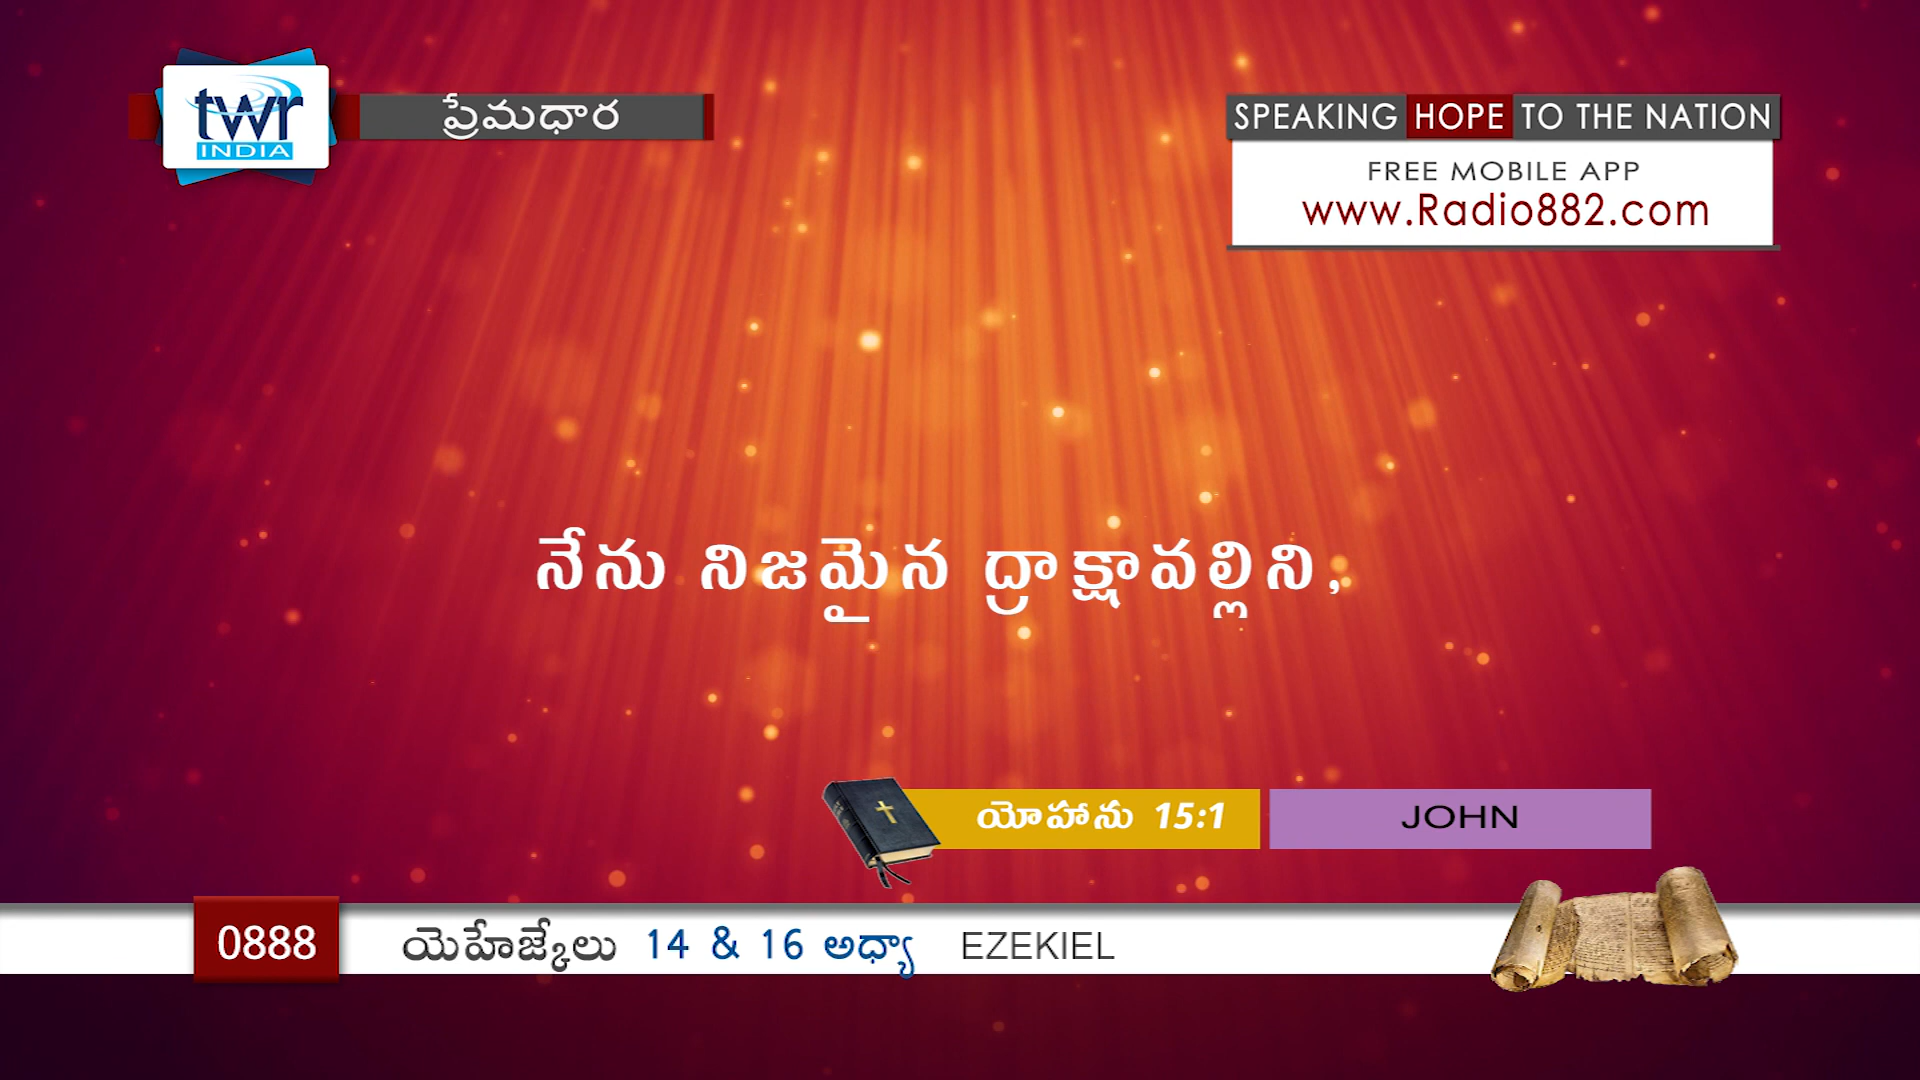 twr
INDIA
ప్రేమధార
SPEAKING HOPE TO THE NATION
FREE MOBILE APP
www.Radio882.com
నేను నిజమైన ద్రాక్షావల్లిని,
యోహాను 15:1
JOHN
0888
యెహేజ్కేలు 14 & 16 అధ్యా EZEKIEL